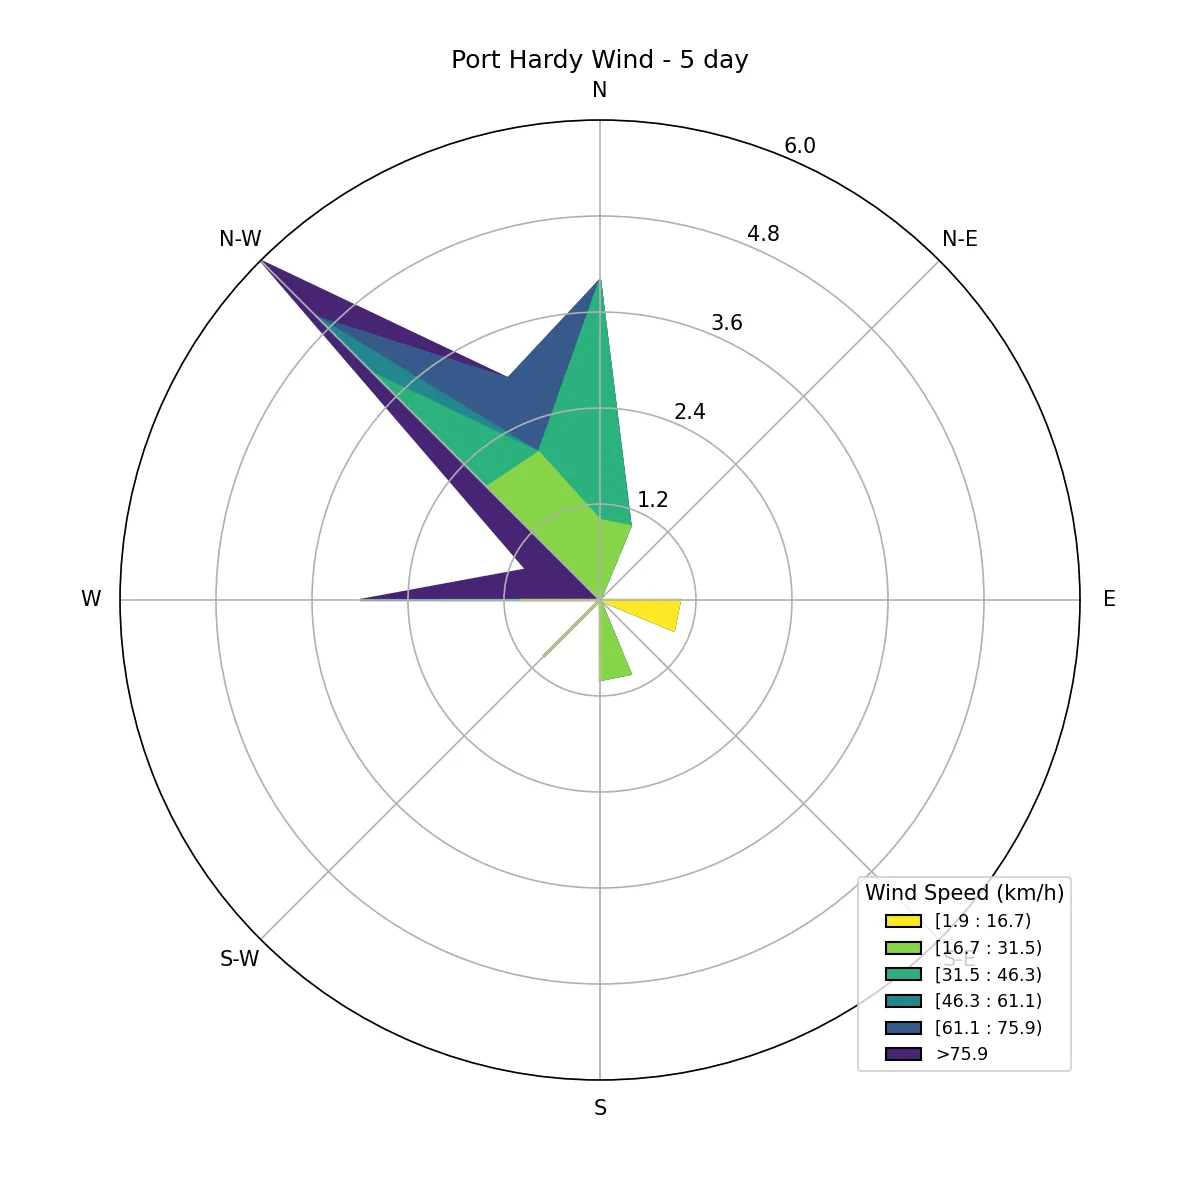 Port Hardy Wind - 5 day
N
6.0
N-W
N-E
4.8
3.6
2.4
1.2
W
E
Wind Speed (km/h)
[1.9 : 16.7)
[16.7 : 31.5)
S-W
S-E
[31.5 : 46.3)
[46.3 : 61.1)
[61.1 : 75.9)
>75.9
S